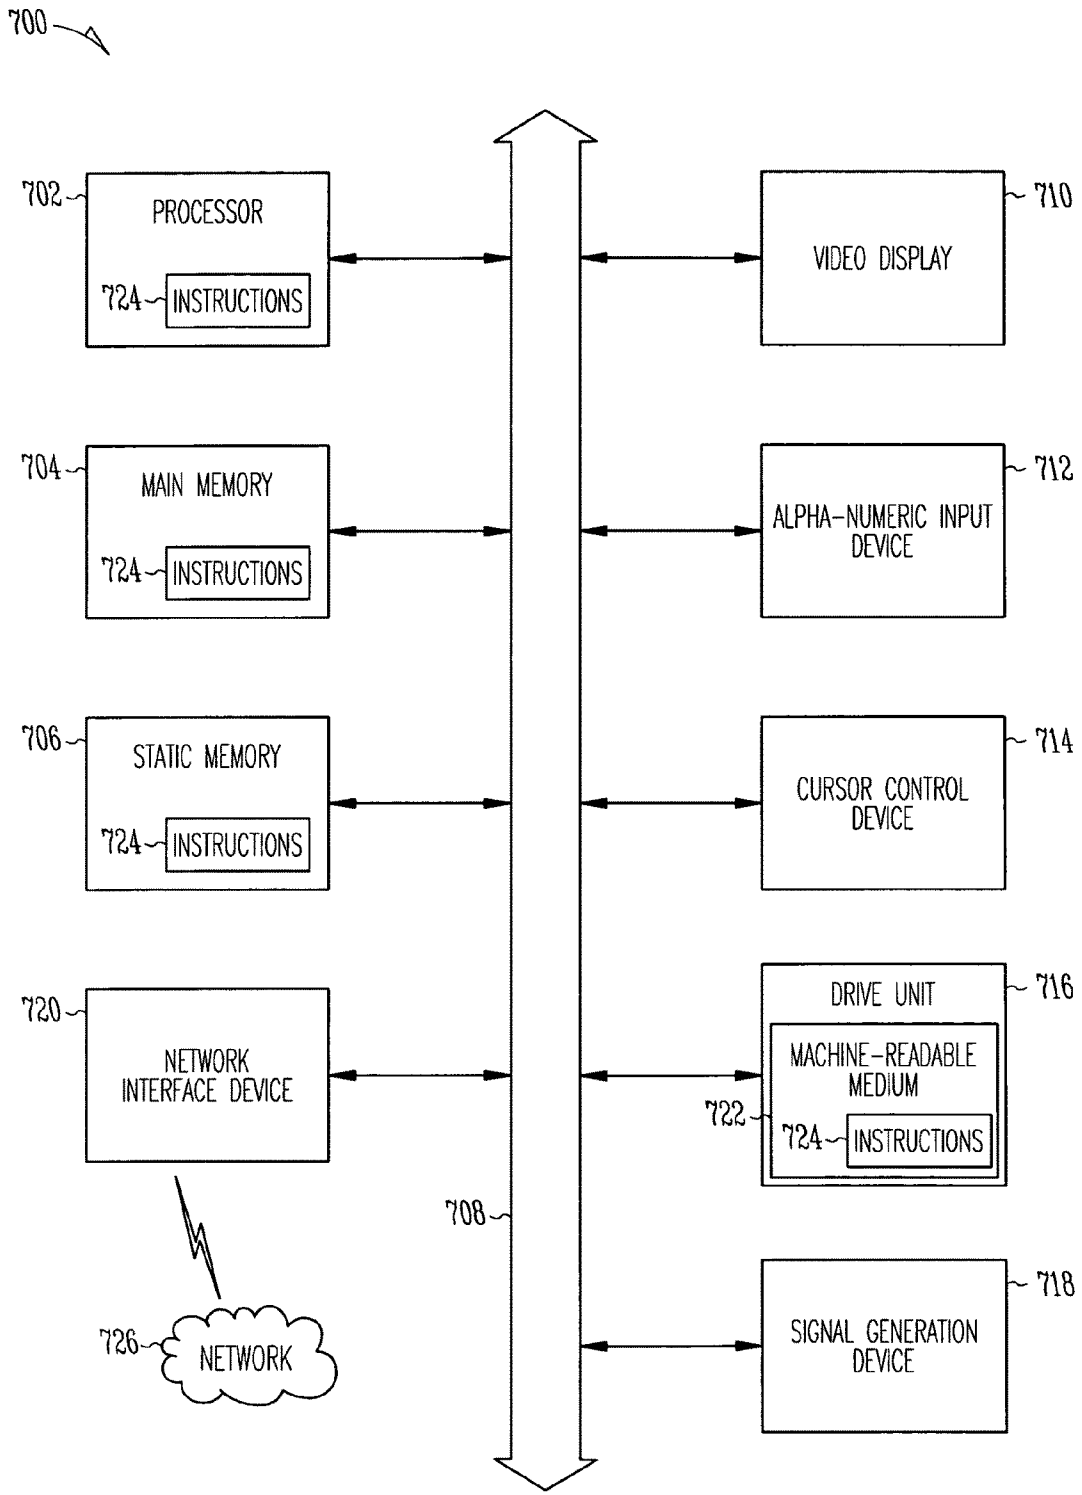 700
702
PROCESSOR
724
INSTRUCTIONS
704
MAIN MEMORY
724
INSTRUCTIONS
706
STATIC MEMORY
724
INSTRUCTIONS
720
NETWORK
INTERFACE DEVICE
726
NETWORK
708
710
VIDEO DISPLAY
712
ALPHA-NUMERIC INPUT
DEVICE
714
CURSOR CONTROL
DEVICE
716
DRIVE UNIT
MACHINE-READABLE
MEDIUM
722
724
INSTRUCTIONS
718
SIGNAL GENERATION
DEVICE